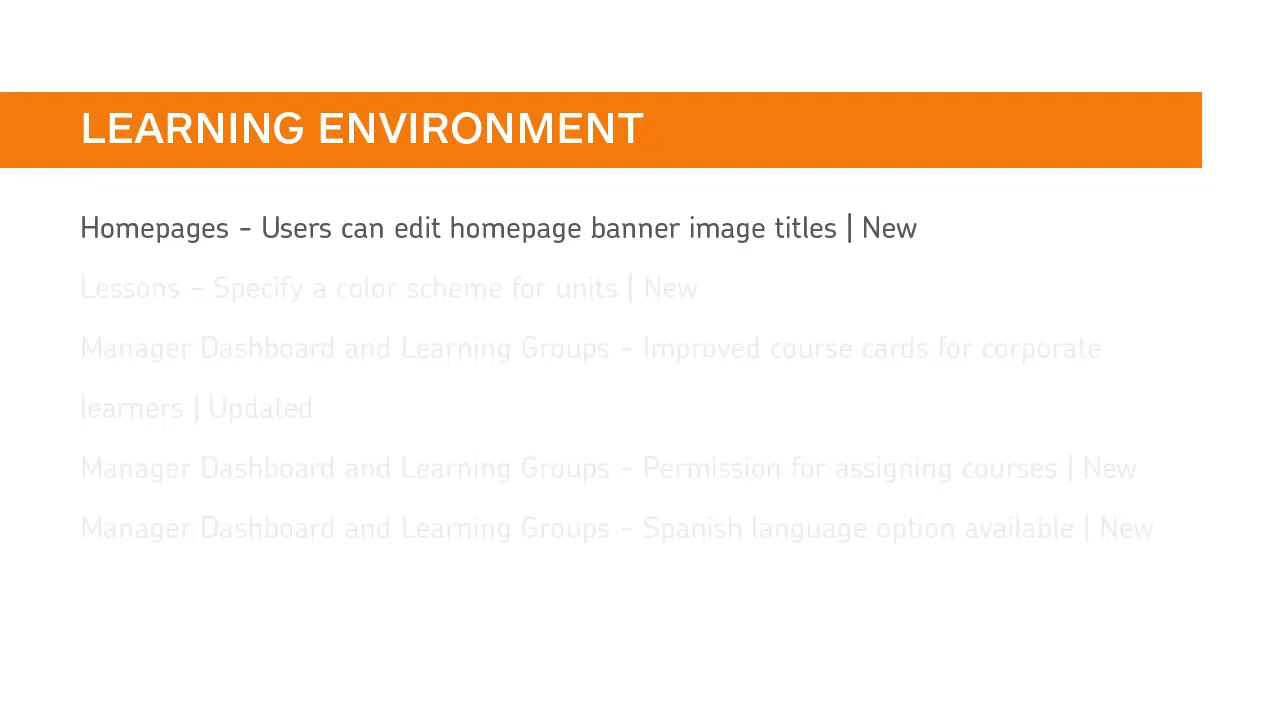 LEARNING ENVIRONMENT
Homepages - Users can edit homepage banner image titles | New
Lessons - Specify a color scheme for units | New
Manager Dashboard and Learning Groups - Improved course cards for corporate
learners | Updated
Manager Dashboard and Learning Groups - Permission for assigning courses | New
Manager Dashboard and Learning Groups - Spanish language option available | New